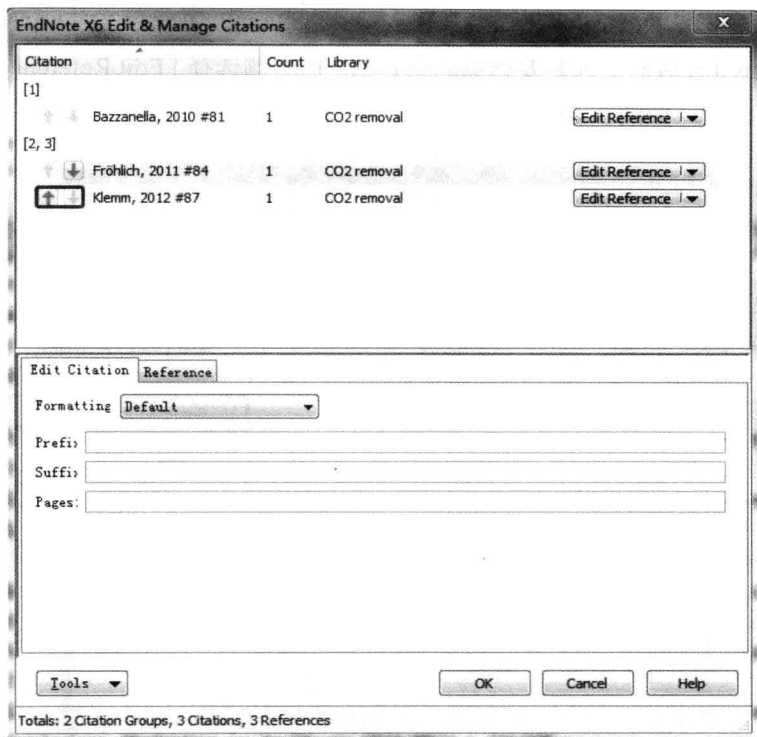 EndNote X6 Edit & Manage Citations
Citation Count Library
[1]
Bazzanella, 2010 #81 1 CO2 removal Edit Reference
[2, 3]
Fröhlich, 2011 #84 1 CO2 removal Edit Reference
Klemm, 2012 #87 1 CO2 removal Edit Reference
Edit Citation Reference
Formatting Default
Prefi
Suffi
Pages:
Tools OK Cancel Help
Totals: 2 Citation Groups, 3 Citations, 3 References